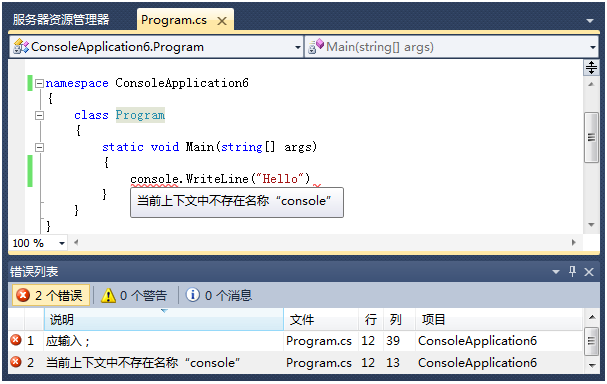 服务器资源管理器 Program.cs
ConsoleApplication6.Program Main(string[] args)
namespace ConsoleApplication6
{
class Program
{
static void Main(string[] args)
{
console.WriteLine("Hello")
当前上下文中不存在名称“console”
}
}
}
100 %
错误列表
2 个错误 0 个警告 0 个消息
说明 文件 行 列 项目
1 应输入 ; Program.cs 12 39 ConsoleApplication6
2 当前上下文中不存在名称“console” Program.cs 12 13 ConsoleApplication6